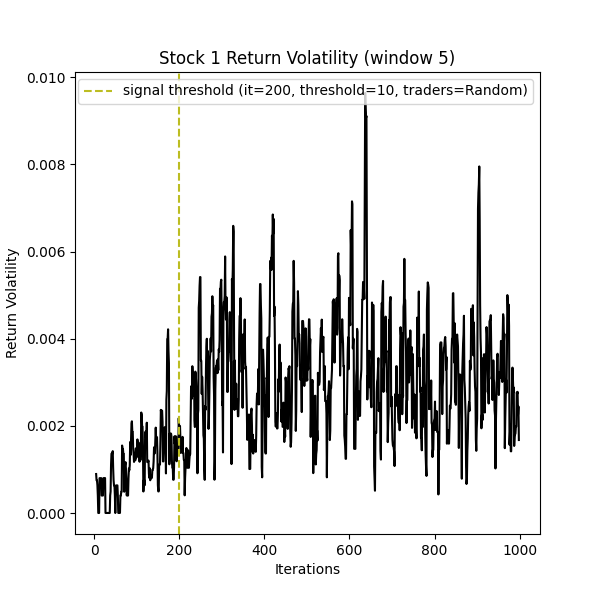 Stock 1 Return Volatility (window 5)
signal threshold (it=200, threshold=10, traders=Random)
Return Volatility
0.010
0.008
0.006
0.004
0.002
0.000
0 200 400 600 800 1000
Iterations